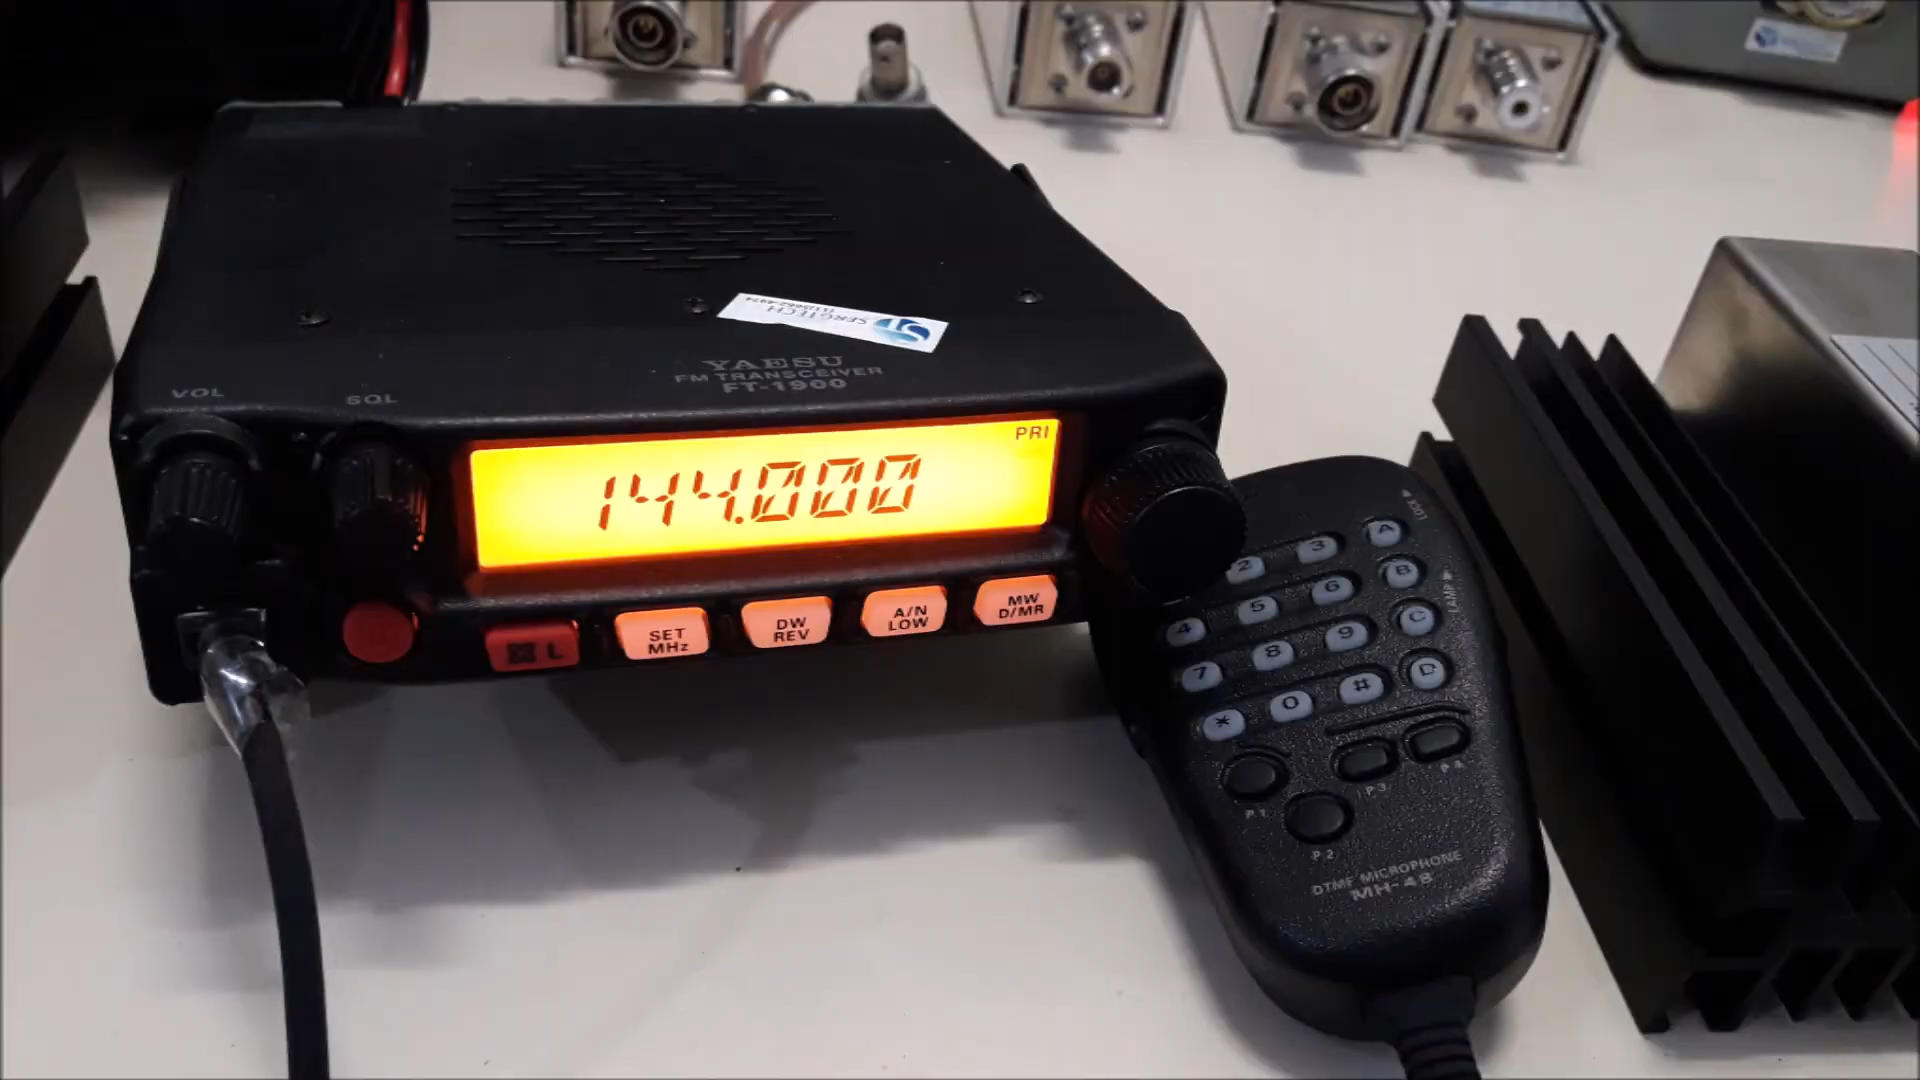 SERGTECH
YAESU
FM TRANSCEIVER
FT-1900
VOL
SQL
PRI
144.000
L
SET
MHz
DW
REV
A/N
LOW
MW
D/MR
LOCK
LAMP
2
3
A
4
5
6
B
7
8
9
C
*
0
#
D
P1
P2
P3
P4
DTMF MICROPHONE
MH-48